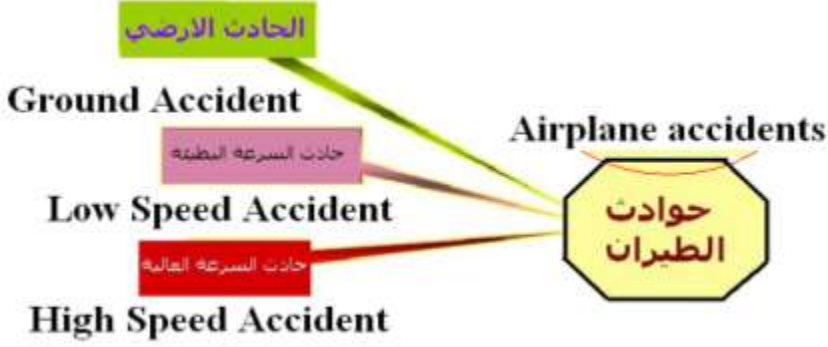 الحادث الارضي
Ground Accident
Airplane accidents
حادث السرعة البطيئة
Low Speed Accident
حوادث
الطيران
حادث السرعة العالية
High Speed Accident